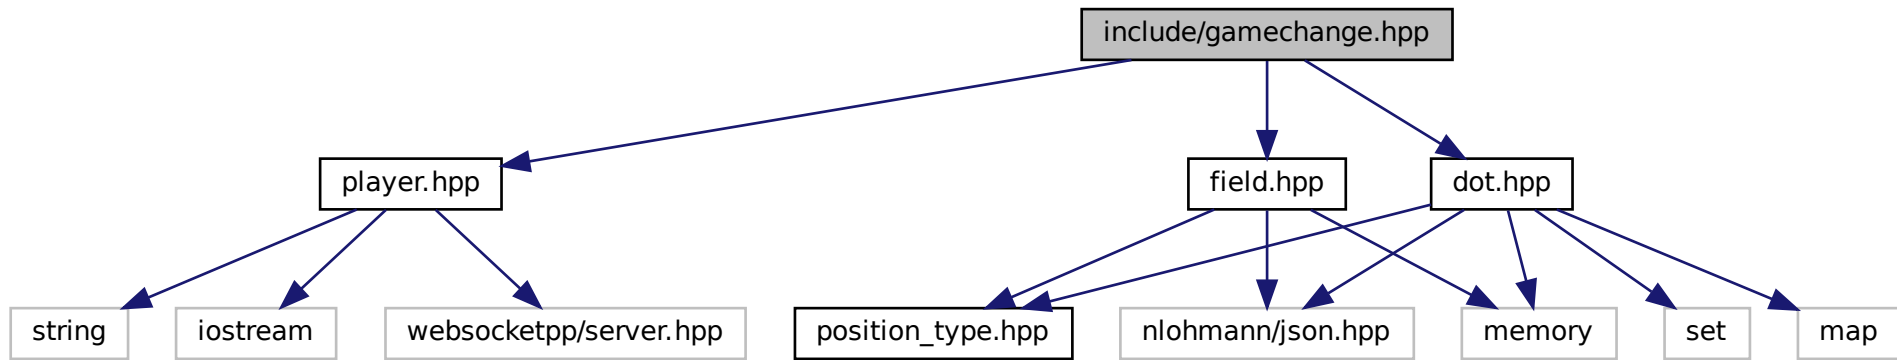 include/gamechange.hpp
player.hpp
field.hpp
dot.hpp
string
iostream
websocketpp/server.hpp
position_type.hpp
nlohmann/json.hpp
memory
set
map